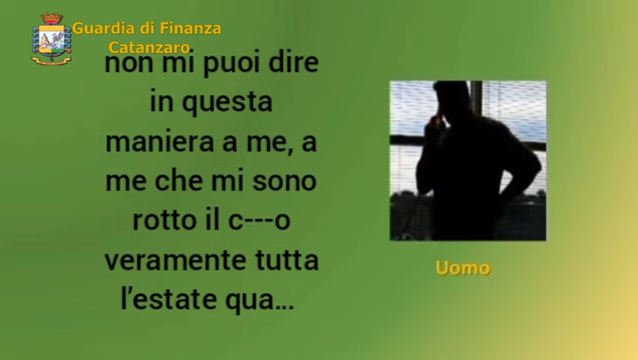 Guardia di Finanza
Catanzaro
non mi puoi dire
in questa
maniera a me, a
me che mi sono
rotto il c---o
veramente tutta
l'estate qua...
Uomo